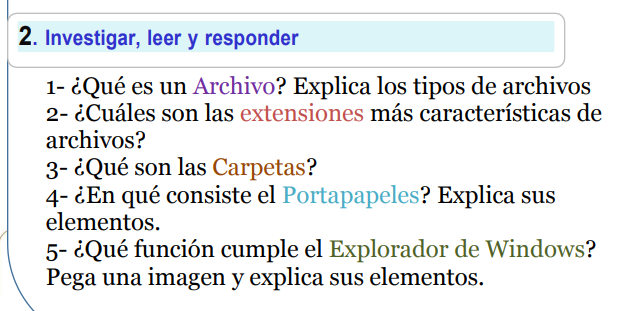 2. Investigar, leer y responder
1- ¿Qué es un Archivo? Explica los tipos de archivos
2- ¿Cuáles son las extensiones más características de
archivos?
3- ¿Qué son las Carpetas?
4- ¿En qué consiste el Portapapeles? Explica sus
elementos.
5- ¿Qué función cumple el Explorador de Windows?
Pega una imagen y explica sus elementos.